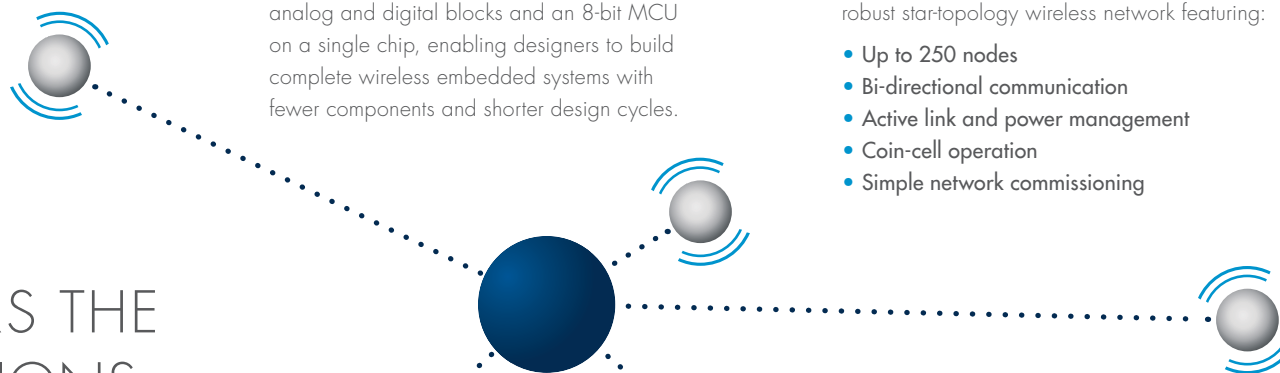 analog and digital blocks and an 8-bit MCU
on a single chip, enabling designers to build
complete wireless embedded systems with
fewer components and shorter design cycles.
robust star-topology wireless network featuring:
• Up to 250 nodes
• Bi-directional communication
• Active link and power management
• Coin-cell operation
• Simple network commissioning
THE